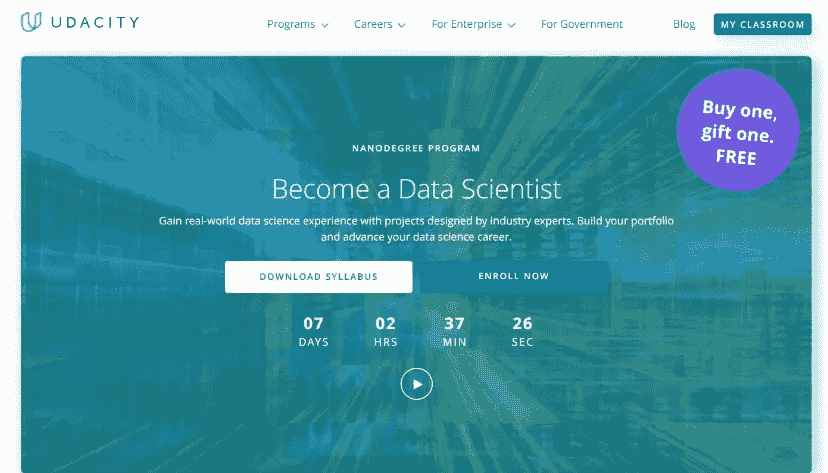 UDACITY
Programs Careers For Enterprise For Government Blog MY CLASSROOM
Buy one,
gift one.
FREE
NANODEGREE PROGRAM
Become a Data Scientist
Gain real-world data science experience with projects designed by industry experts. Build your portfolio
and advance your data science career.
DOWNLOAD SYLLABUS ENROLL NOW
07 02 37 26
DAYS HRS MIN SEC